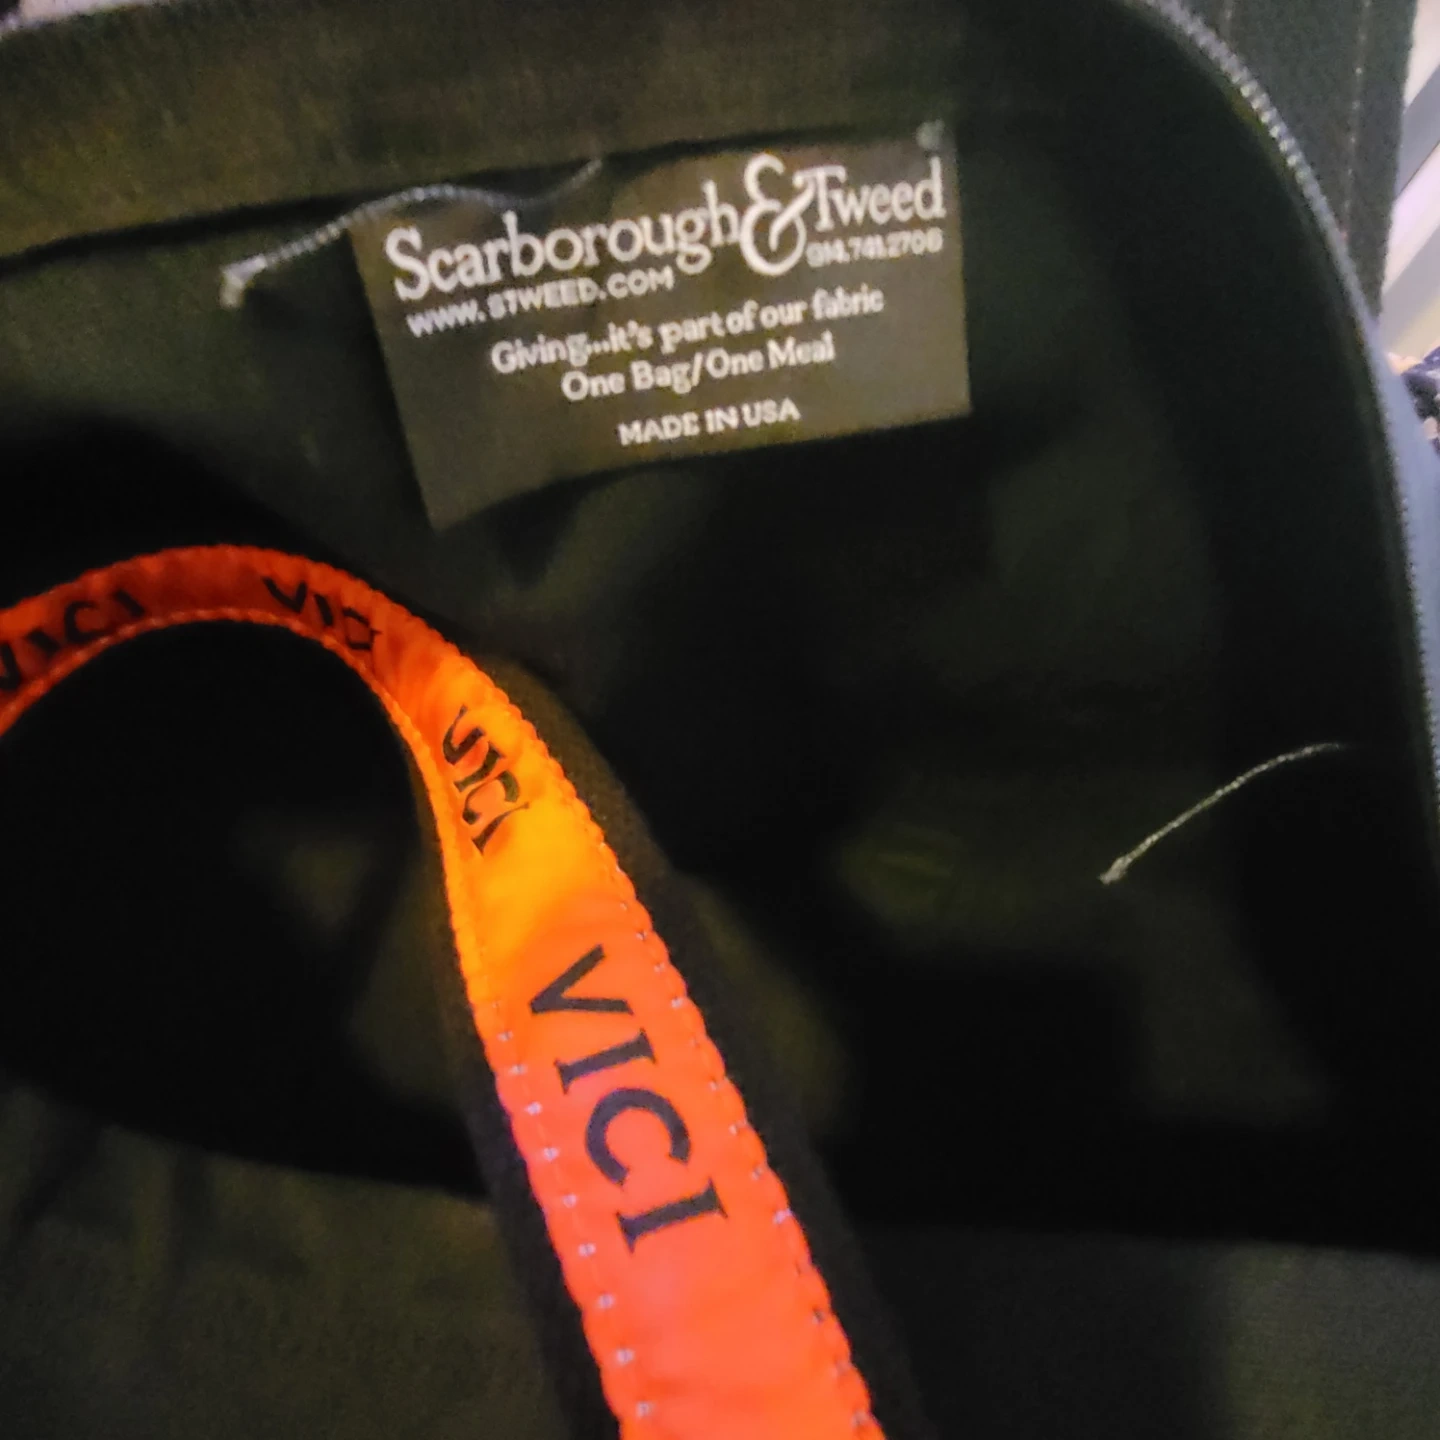 Scarborough & Tweed
WWW.STWEED.COM 914.741.2706
Giving...it's part of our fabric
One Bag/One Meal
MADE IN USA
VICI
VICI
VICI
VICI